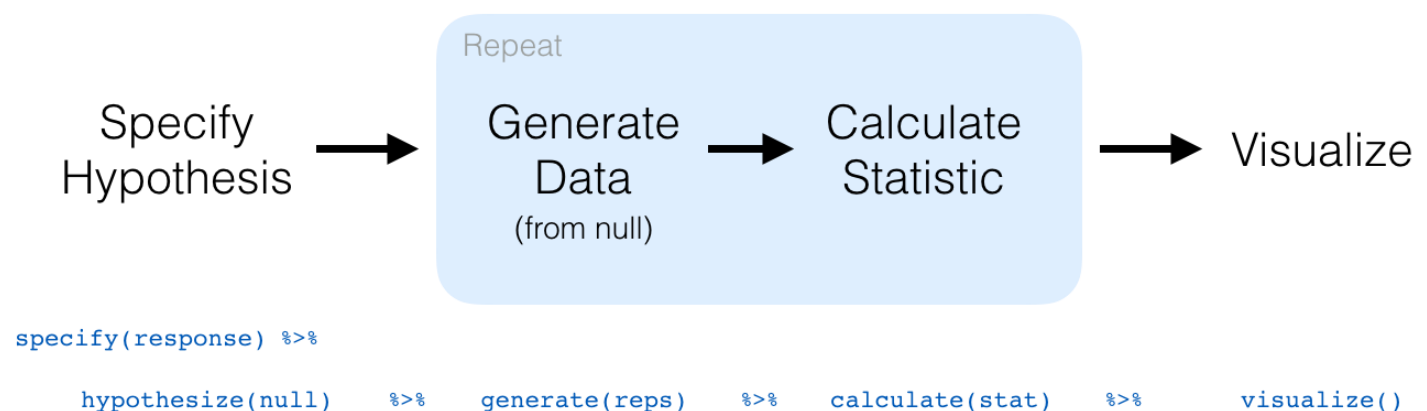 Repeat
Specify
Hypothesis
Generate
Data
(from null)
Calculate
Statistic
Visualize
specify(response) %>%
hypothesize(null) %>% generate(reps) %>% calculate(stat) %>% visualize()